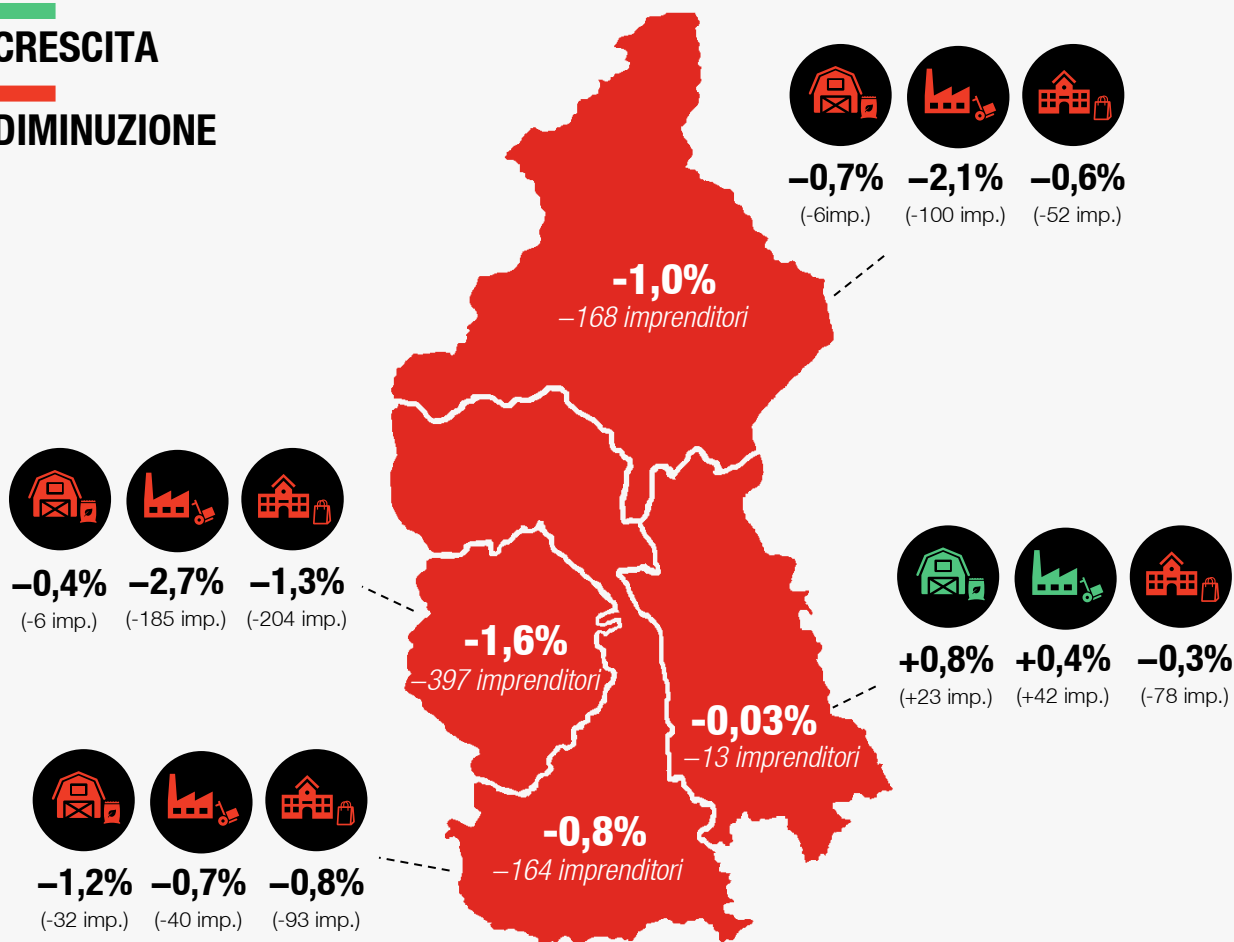 CRESCITA
DIMINUZIONE
–0,7% –2,1% –0,6%
(-6imp.) (-100 imp.) (-52 imp.)
-1,0%
–168 imprenditori
–0,4% –2,7% –1,3%
(-6 imp.) (-185 imp.) (-204 imp.)
-1,6%
–397 imprenditori
+0,8% +0,4% –0,3%
(+23 imp.) (+42 imp.) (-78 imp.)
-0,03%
–13 imprenditori
-0,8%
–164 imprenditori
–1,2% –0,7% –0,8%
(-32 imp.) (-40 imp.) (-93 imp.)